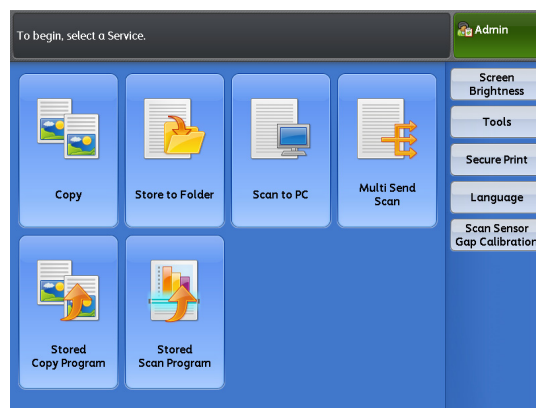 To begin, select a Service.
Admin
Screen
Brightness
Tools
Secure Print
Language
Scan Sensor
Gap Calibration
Copy
Store to Folder
Scan to PC
Multi Send
Scan
Stored
Copy Program
Stored
Scan Program